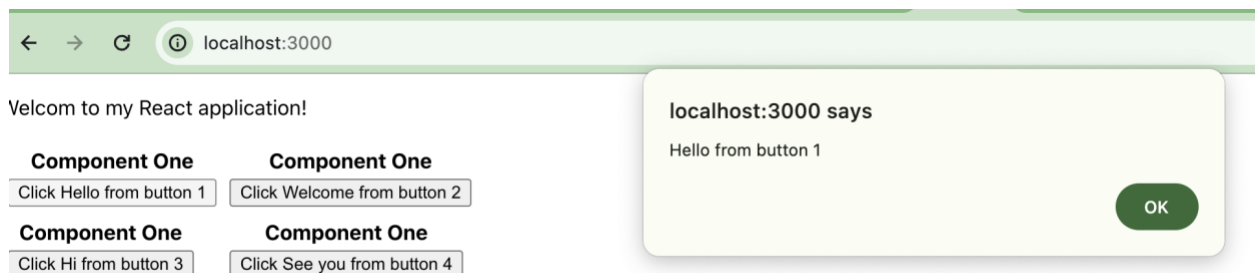 localhost:3000
Welcom to my React application!
localhost:3000 says
Hello from button 1
OK
Component One Component One
Click Hello from button 1 Click Welcome from button 2
Component One Component One
Click Hi from button 3 Click See you from button 4